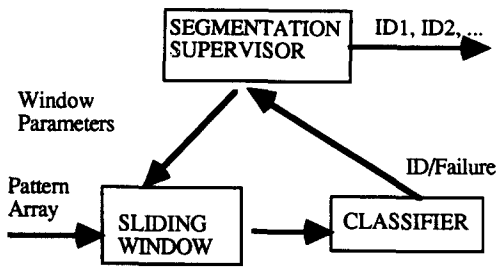 SEGMENTATION
SUPERVISOR
ID1, ID2, ...
Window
Parameters
ID/Failure
Pattern
Array
SLIDING
WINDOW
CLASSIFIER